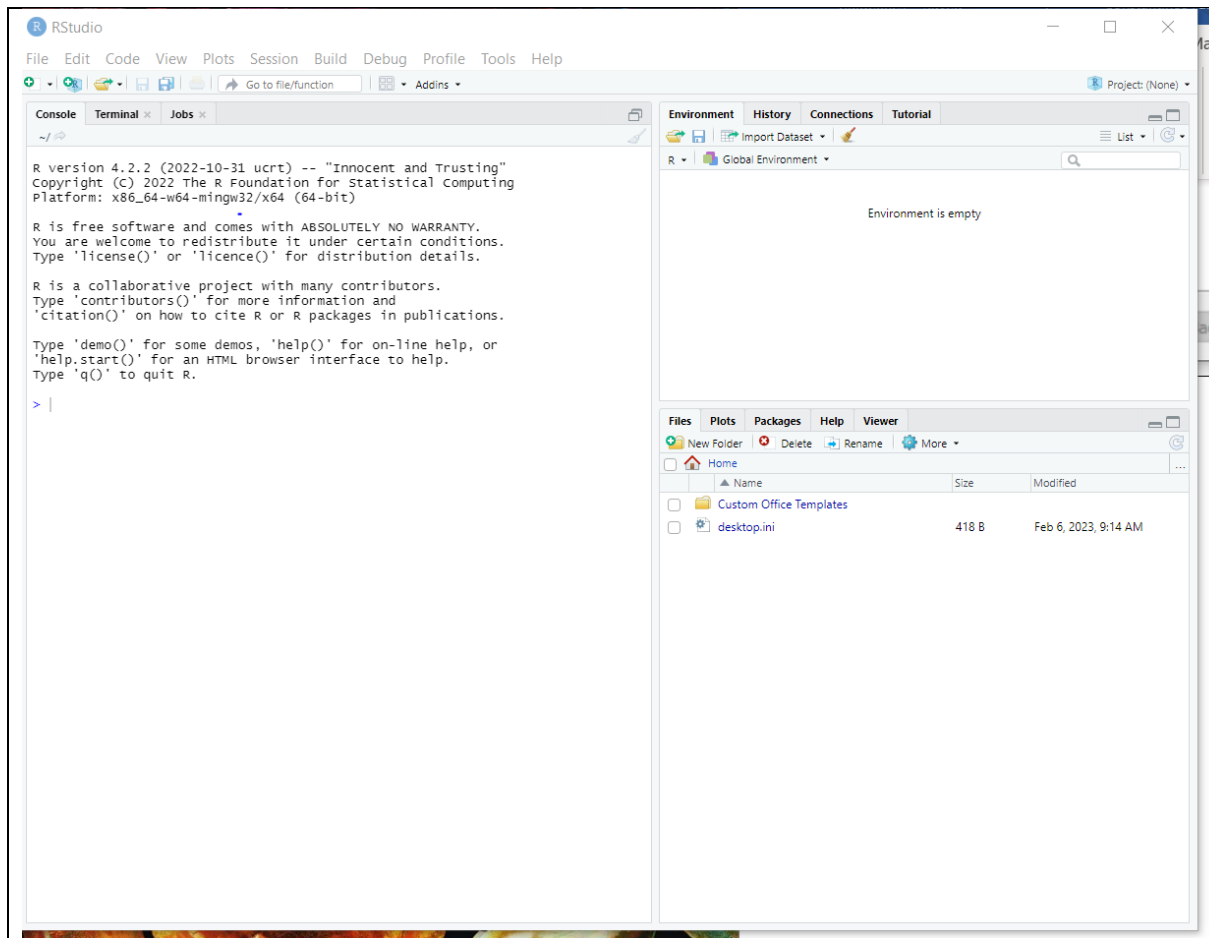 RStudio
File Edit Code View Plots Session Build Debug Profile Tools Help
Go to file/function Addins Project: (None)
Console Terminal Jobs
~/
R version 4.2.2 (2022-10-31 ucrt) -- "Innocent and Trusting"
Copyright (C) 2022 The R Foundation for Statistical Computing
Platform: x86_64-w64-mingw32/x64 (64-bit)
R is free software and comes with ABSOLUTELY NO WARRANTY.
You are welcome to redistribute it under certain conditions.
Type 'license()' or 'licence()' for distribution details.
R is a collaborative project with many contributors.
Type 'contributors()' for more information and
'citation()' on how to cite R or R packages in publications.
Type 'demo()' for some demos, 'help()' for on-line help, or
'help.start()' for an HTML browser interface to help.
Type 'q()' to quit R.
>
Environment History Connections Tutorial
Import Dataset List
R Global Environment
Environment is empty
Files Plots Packages Help Viewer
New Folder Delete Rename More
Home ...
Name Size Modified
Custom Office Templates
desktop.ini 418 B Feb 6, 2023, 9:14 AM